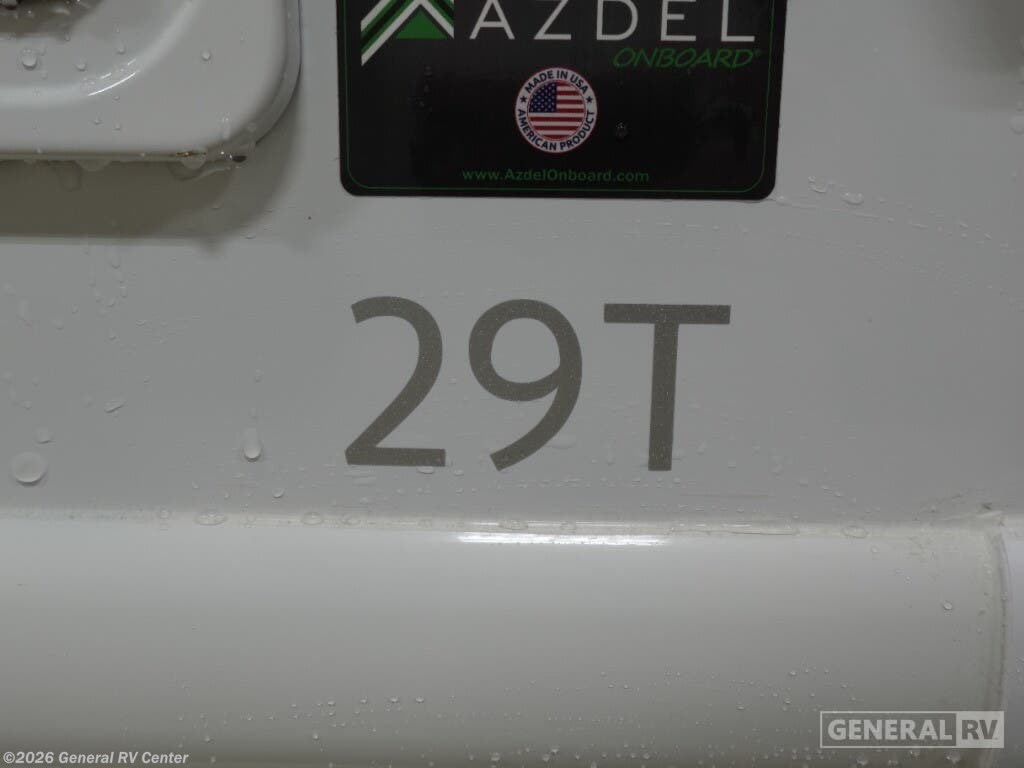 AZDEL
ONBOARD®
MADE IN USA
AMERICAN PRODUCT
www.AzdelOnboard.com
29T
GENERAL RV
©2026 General RV Center